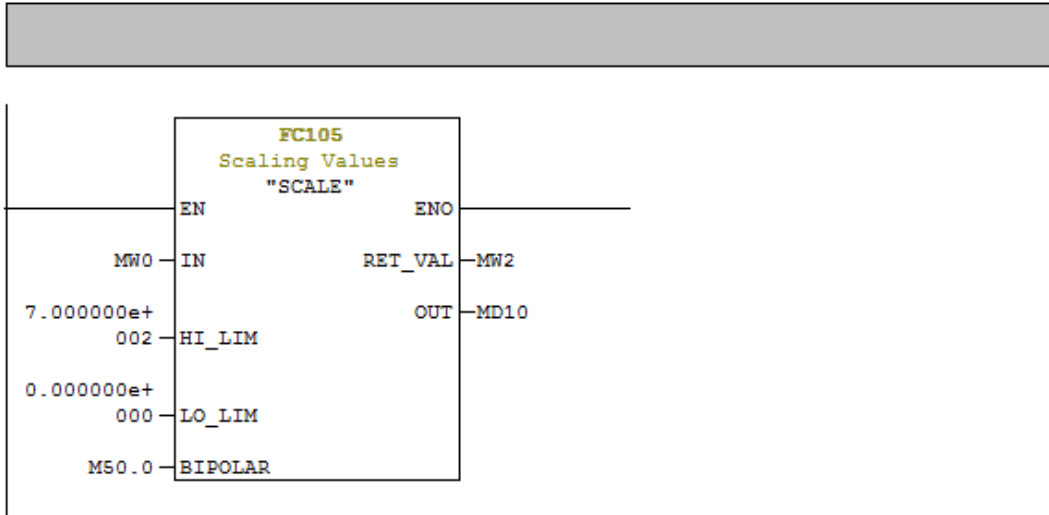 FC105
Scaling Values
"SCALE"
EN ENO
MW0 IN RET_VAL MW2
7.000000e+ OUT MD10
002 HI_LIM
0.000000e+
000 LO_LIM
M50.0 BIPOLAR